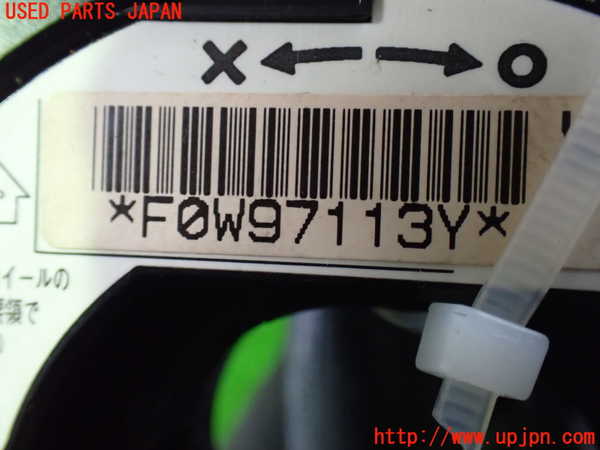 USED PARTS JAPAN
*F0W97113Y*
イールの
領で
http://www.upjpn.com